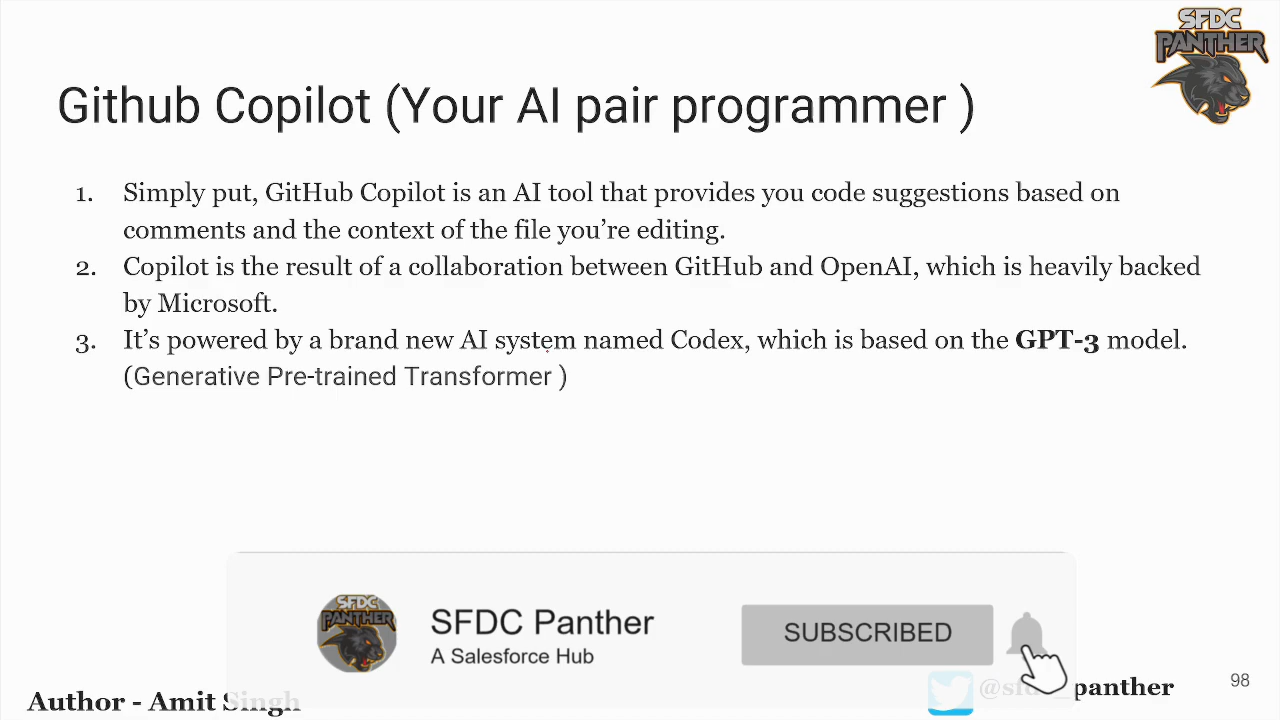 SFDC
PANTHER
Github Copilot (Your AI pair programmer )
1. Simply put, GitHub Copilot is an AI tool that provides you code suggestions based on
comments and the context of the file you’re editing.
2. Copilot is the result of a collaboration between GitHub and OpenAI, which is heavily backed
by Microsoft.
3. It’s powered by a brand new AI system named Codex, which is based on the GPT-3 model.
(Generative Pre-trained Transformer )
SFDC
PANTHER
SFDC Panther
A Salesforce Hub
SUBSCRIBED
Author - Amit Singh
@sfdc_panther
98